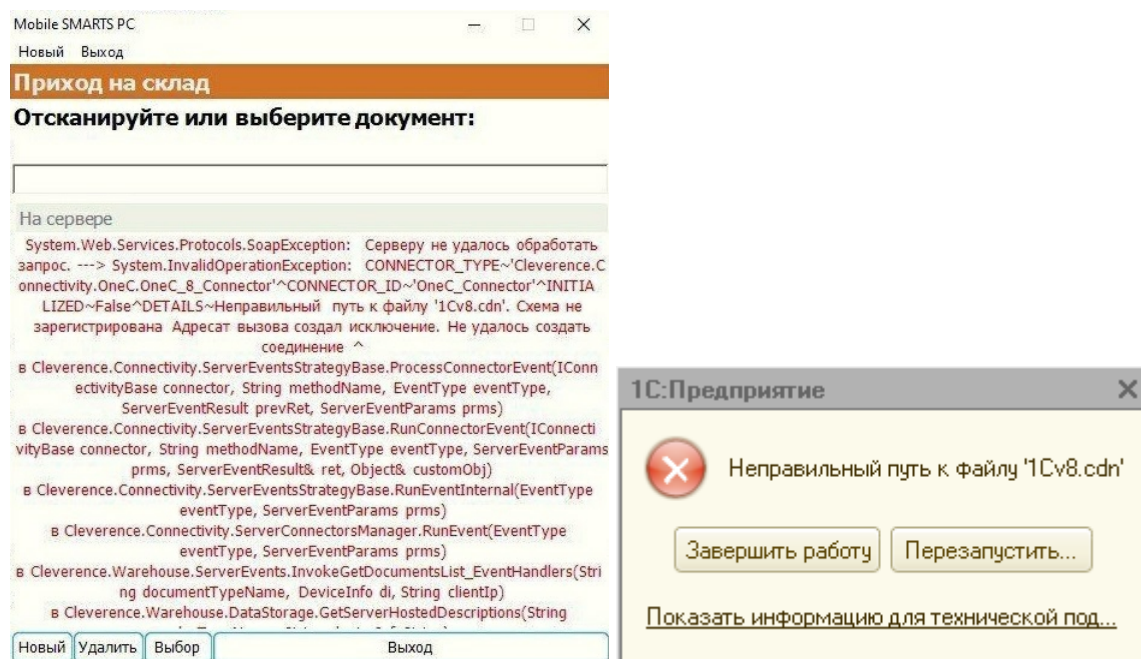 Mobile SMARTS PC
Новый Выход
Приход на склад
Отсканируйте или выберите документ:
На сервере
System.Web.Services.Protocols.SoapException: Серверу не удалось обработать
запрос. ---> System.InvalidOperationException: CONNECTOR_TYPE~'Cleverence.C
onnectivity.OneC.OneC_8_Connector'^CONNECTOR_ID~'OneC_Connector'^INITIA
LIZED~False^DETAILS~Неправильный путь к файлу '1Cv8.cdn'. Схема не
зарегистрирована Адресат вызова создал исключение. Не удалось создать
соединение ^
в Cleverence.Connectivity.ServerEventsStrategyBase.ProcessConnectorEvent(IConn
ectivityBase connector, String methodName, EventType eventType,
ServerEventResult prevRet, ServerEventParams prms)
в Cleverence.Connectivity.ServerEventsStrategyBase.RunConnectorEvent(IConnecti
vityBase connector, String methodName, EventType eventType, ServerEventParams
prms, ServerEventResult& ret, Object& customObj)
в Cleverence.Connectivity.ServerEventsStrategyBase.RunEventInternal(EventType
eventType, ServerEventParams prms)
в Cleverence.Connectivity.ServerConnectorsManager.RunEvent(EventType
eventType, ServerEventParams prms)
в Cleverence.Warehouse.ServerEvents.InvokeGetDocumentsList_EventHandlers(Stri
ng documentTypeName, DeviceInfo di, String clientIp)
в Cleverence.Warehouse.DataStorage.GetServerHostedDescriptions(String
Новый Удалить Выбор Выход
1С:Предприятие
Неправильный путь к файлу '1Cv8.cdn'
Завершить работу Перезапустить...
Показать информацию для технической под...